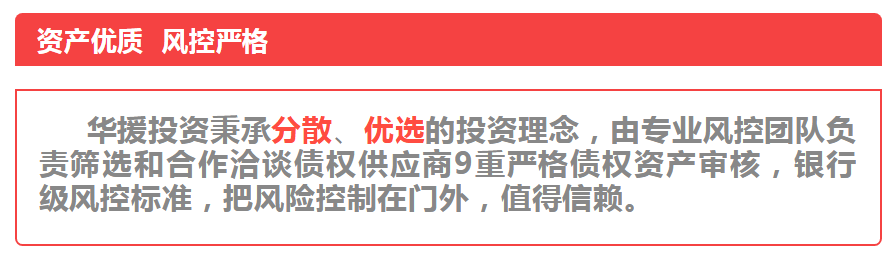 资产优质 风控严格
华援投资秉承分散、优选的投资理念，由专业风控团队负
责筛选和合作洽谈债权供应商9重严格债权资产审核，银行
级风控标准，把风险控制在门外，值得信赖。